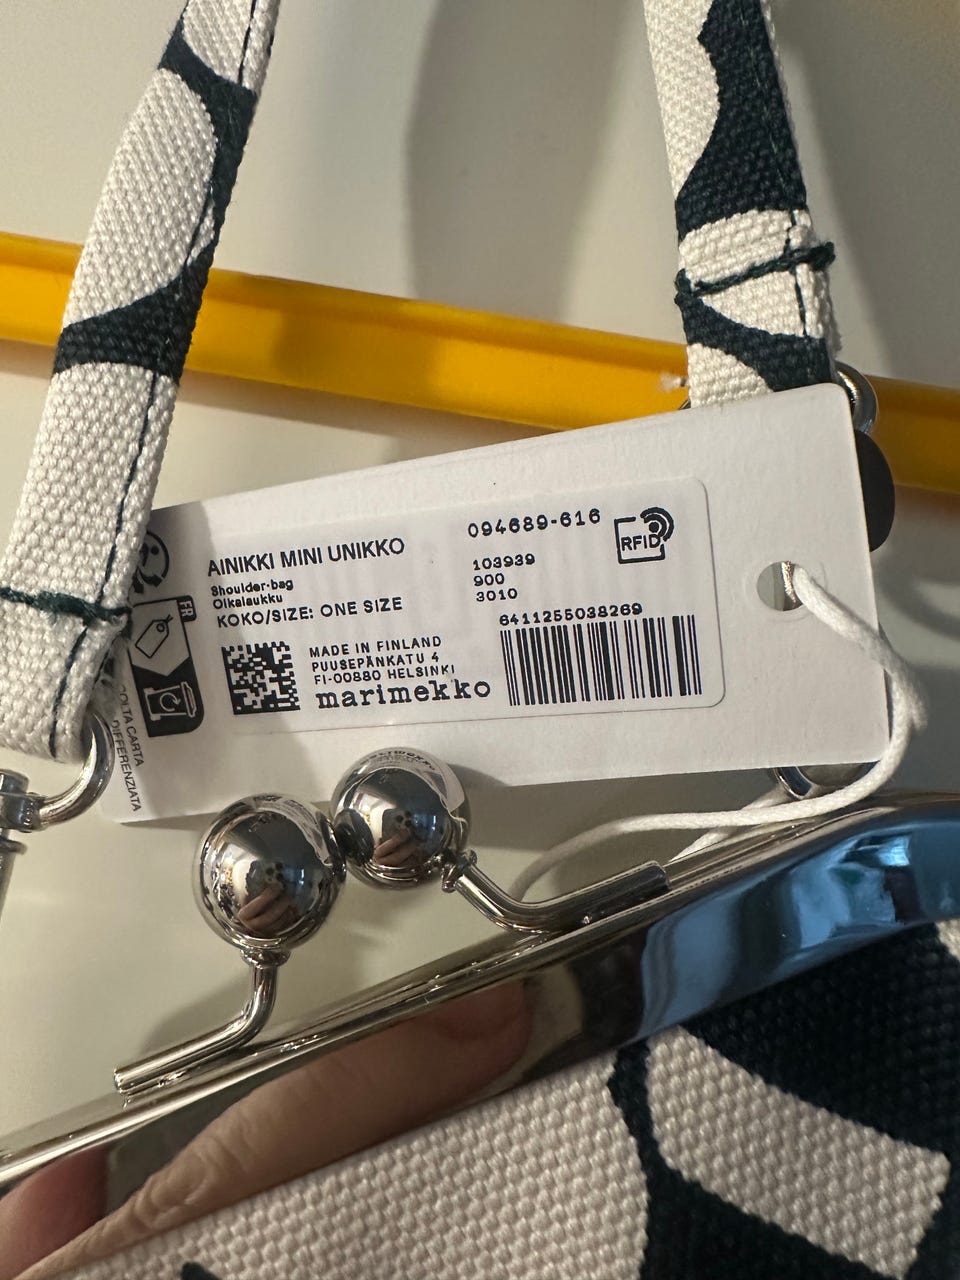 AINIKKI MINI UNIKKO
Shoulder-bag
Olkalaukku
KOKO/SIZE: ONE SIZE
094689-616
103939
900
3010
RFID
6411255038269
MADE IN FINLAND
PUUSEPÄNKATU 4
FI-00880 HELSINKI
marimekko
FR
DIFFERENZIATA
CARTA